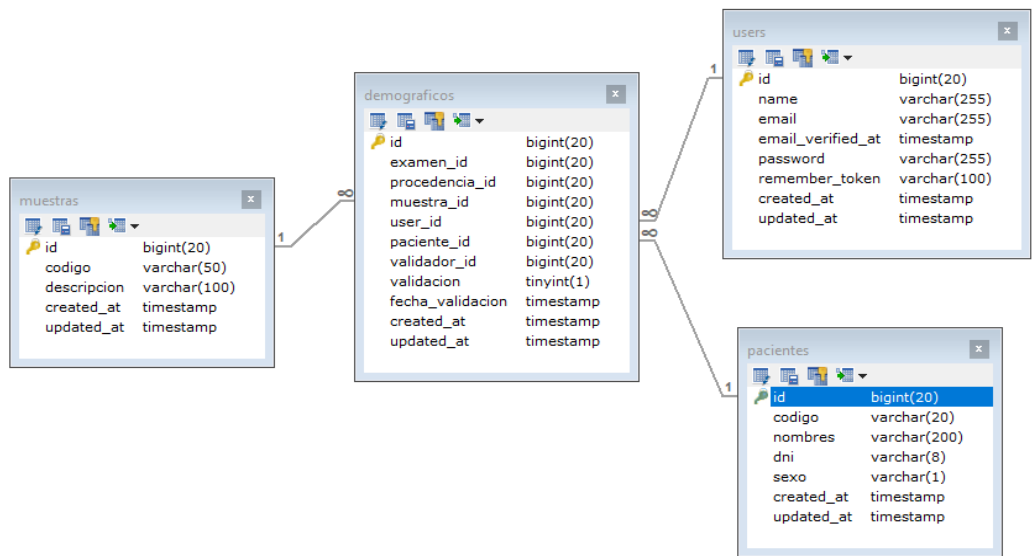 muestras
id bigint(20)
codigo varchar(50)
descripcion varchar(100)
created_at timestamp
updated_at timestamp
1
∞
demograficos
id bigint(20)
examen_id bigint(20)
procedencia_id bigint(20)
muestra_id bigint(20)
user_id bigint(20)
paciente_id bigint(20)
validador_id bigint(20)
validacion tinyint(1)
fecha_validacion timestamp
created_at timestamp
updated_at timestamp
∞
∞
1
users
id bigint(20)
name varchar(255)
email varchar(255)
email_verified_at timestamp
password varchar(255)
remember_token varchar(100)
created_at timestamp
updated_at timestamp
1
pacientes
id bigint(20)
codigo varchar(20)
nombres varchar(200)
dni varchar(8)
sexo varchar(1)
created_at timestamp
updated_at timestamp